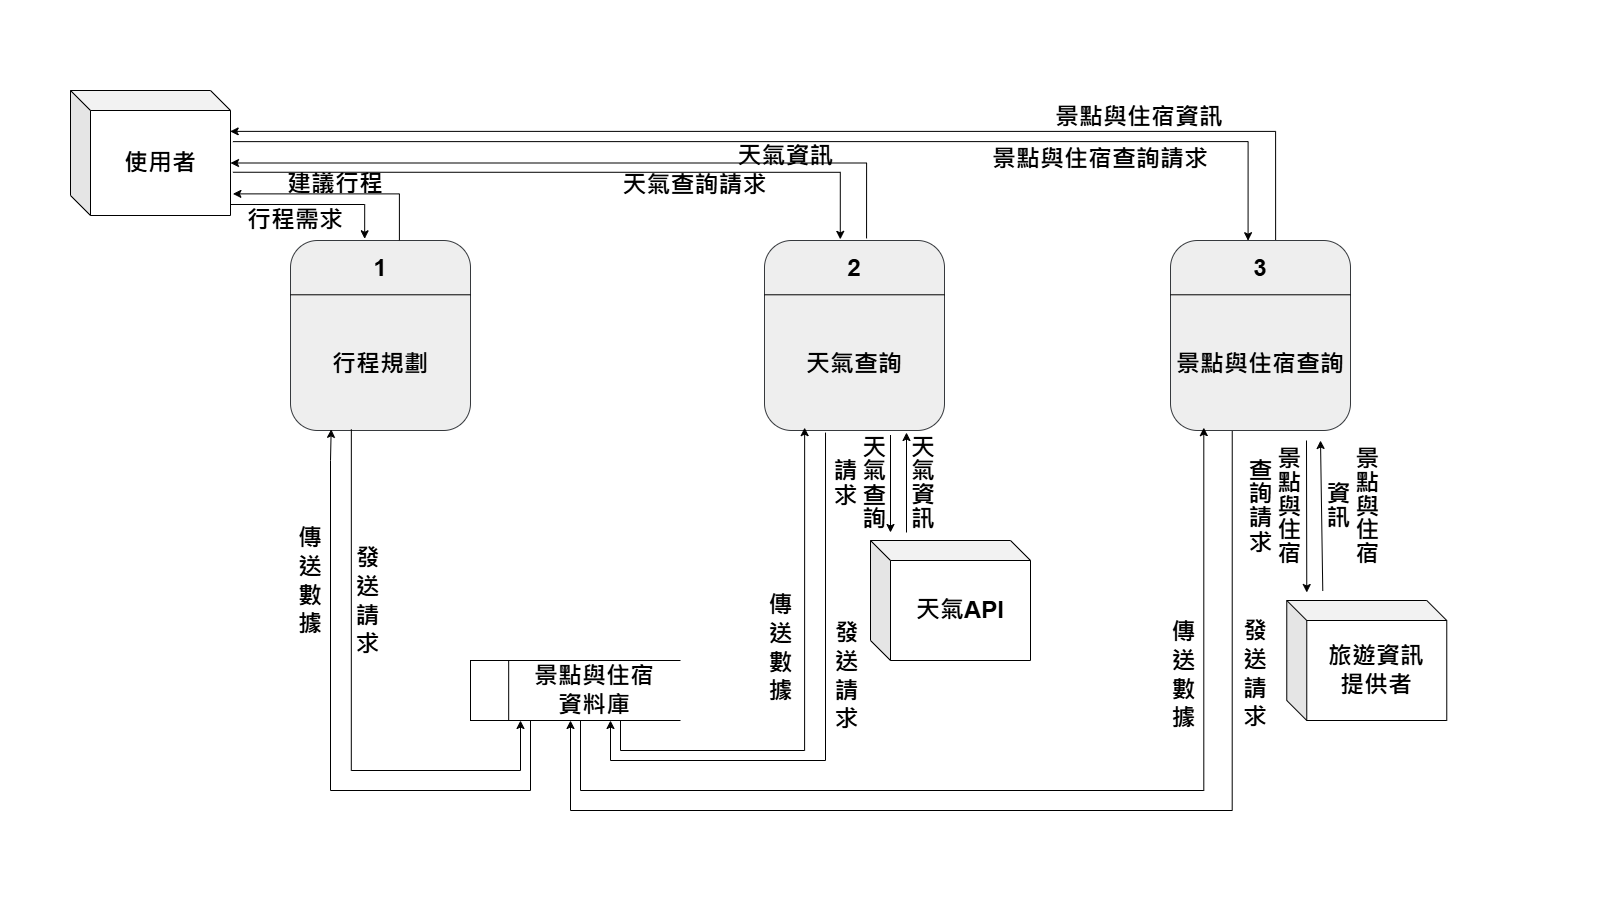 景點與住宿資訊
使用者
天氣資訊
景點與住宿查詢請求
建議行程
天氣查詢請求
行程需求
1
2
3
行程規劃
天氣查詢
景點與住宿查詢
天氣查詢
請求
天氣資訊
景點與住宿
查詢請求
景點與住宿
資訊
傳送數據
發送請求
天氣API
傳送數據
發送請求
傳送數據
發送請求
旅遊資訊
提供者
景點與住宿
資料庫